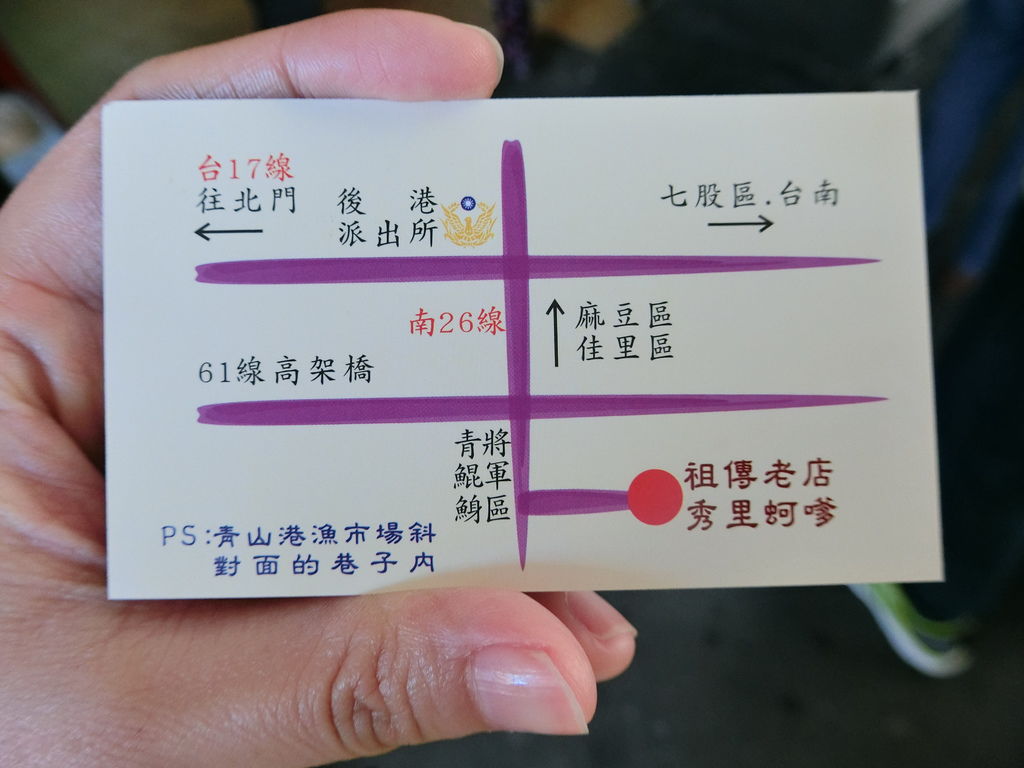 台17線
往北門
後港
派出所
七股區.台南
南26線
麻豆區
佳里區
61線高架橋
青將
鯤軍
鯓區
祖傳老店
秀里蚵嗲
PS:青山港漁市場斜
對面的巷子內